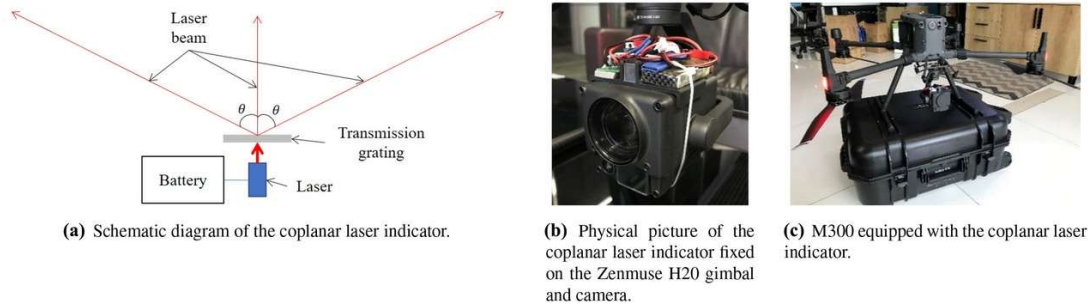 Laser
beam
θ
θ
Transmission
grating
Battery
Laser
(a) Schematic diagram of the coplanar laser indicator.
(b) Physical picture of the
coplanar laser indicator fixed
on the Zenmuse H20 gimbal
and camera.
(c) M300 equipped with the coplanar laser
indicator.